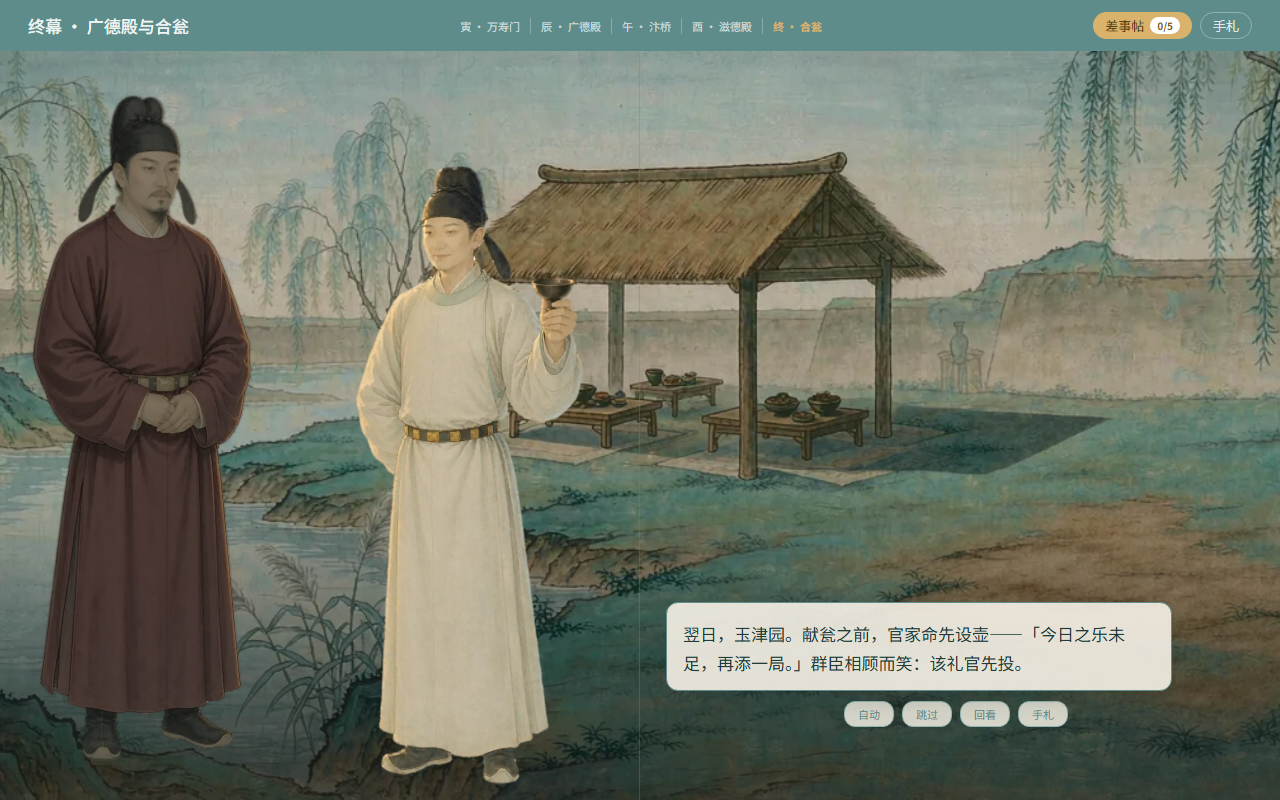 终幕 · 广德殿与合瓮
寅 · 万寿门
辰 · 广德殿
午 · 汴桥
酉 · 滋德殿
终 · 合瓮
差事帖 0/5
手札
翌日，玉津园。献瓮之前，官家命先设壶——「今日之乐未
足，再添一局。」群臣相顾而笑：该礼官先投。
自动
跳过
回看
手札